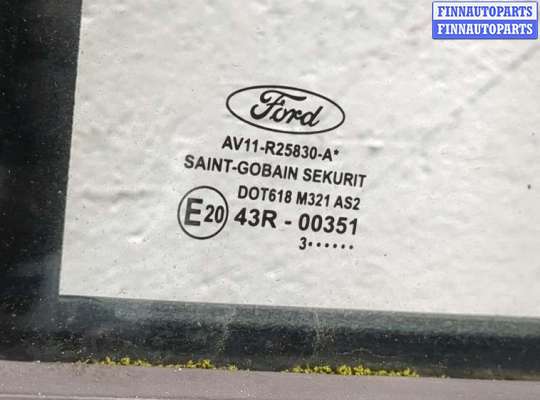 FINNAUTOPARTS
FINNAUTOPARTS
Ford
AV11-R25830-A*
SAINT-GOBAIN SEKURIT
DOT618 M321 AS2
E20 43R - 00351
3······